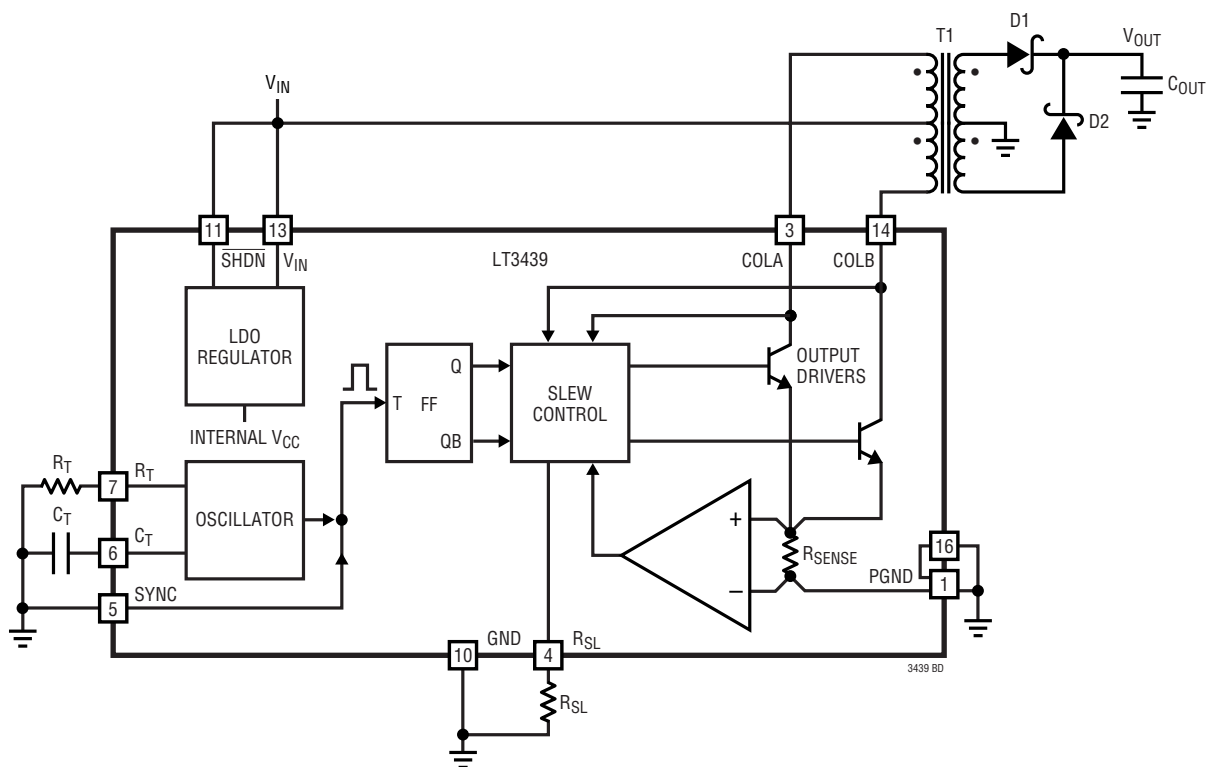 T1
D1
V_OUT
C_OUT
D2
V_IN
11
13
3
14
SHDN
V_IN
LT3439
COLA
COLB
LDO
REGULATOR
INTERNAL V_CC
T
FF
Q
QB
SLEW
CONTROL
OUTPUT
DRIVERS
R_T
7
R_T
C_T
6
C_T
OSCILLATOR
5
SYNC
+
–
R_SENSE
PGND
16
1
10
GND
4
R_SL
R_SL
3439 BD